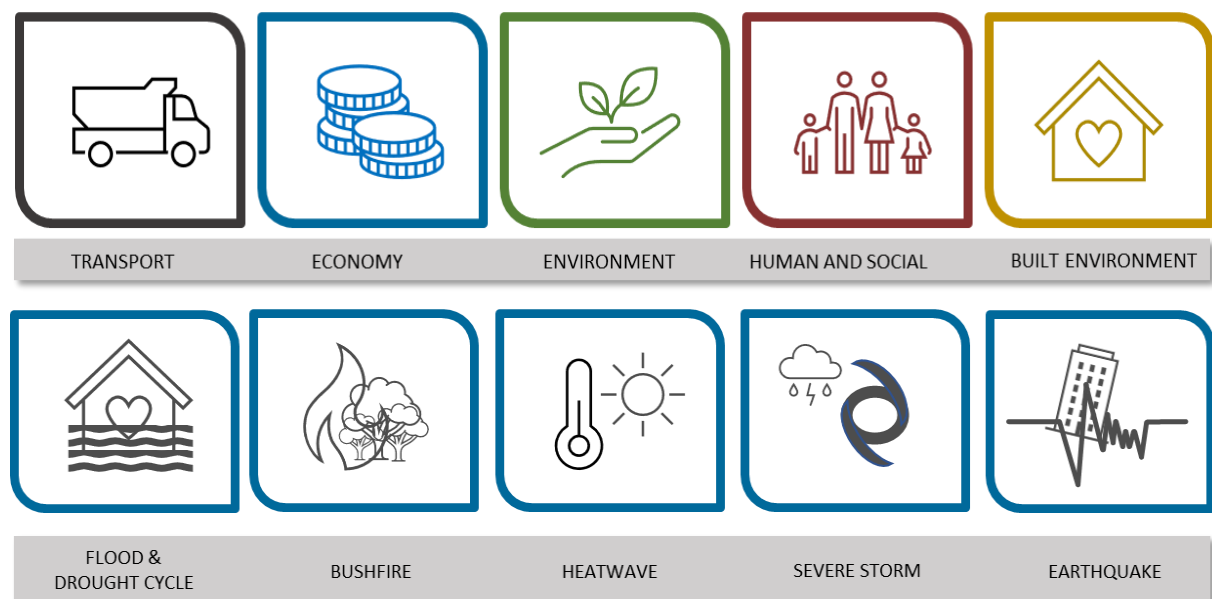 TRANSPORT
ECONOMY
ENVIRONMENT
HUMAN AND SOCIAL
BUILT ENVIRONMENT
FLOOD &
DROUGHT CYCLE
BUSHFIRE
HEATWAVE
SEVERE STORM
EARTHQUAKE